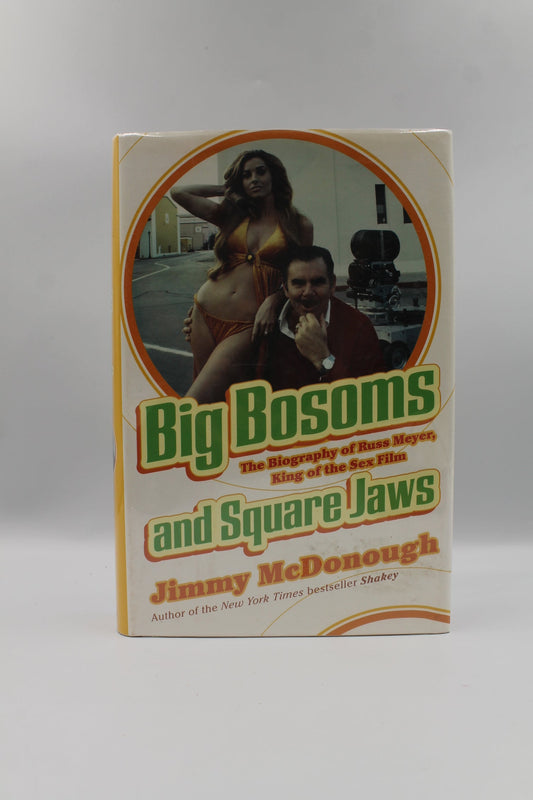 Big Bosoms
The Biography of Russ Meyer,
King of the Sex Film
and Square Jaws
Jimmy McDonough
Author of the New York Times bestseller Shakey